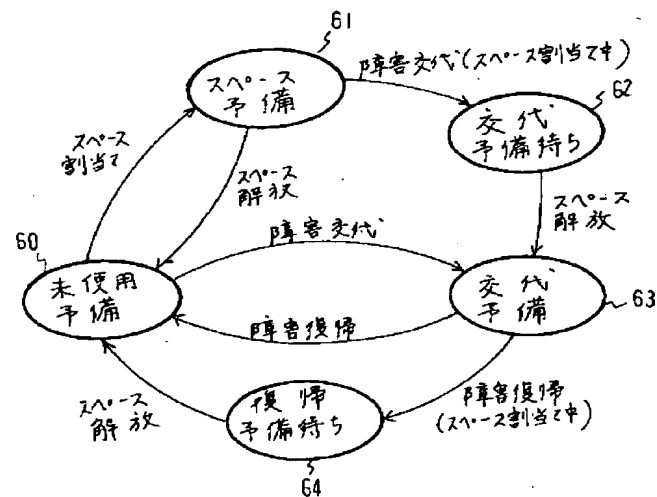 61
スペース
予備
障害交代(スペース割当て中)
62
交代
予備待ち
スペース
割当て
スペース
解放
スペース
解放
60
障害交代
未使用
予備
交代
予備
63
障害復帰
スペース
解放
復帰
予備待ち
障害復帰
(スペース割当て中)
64